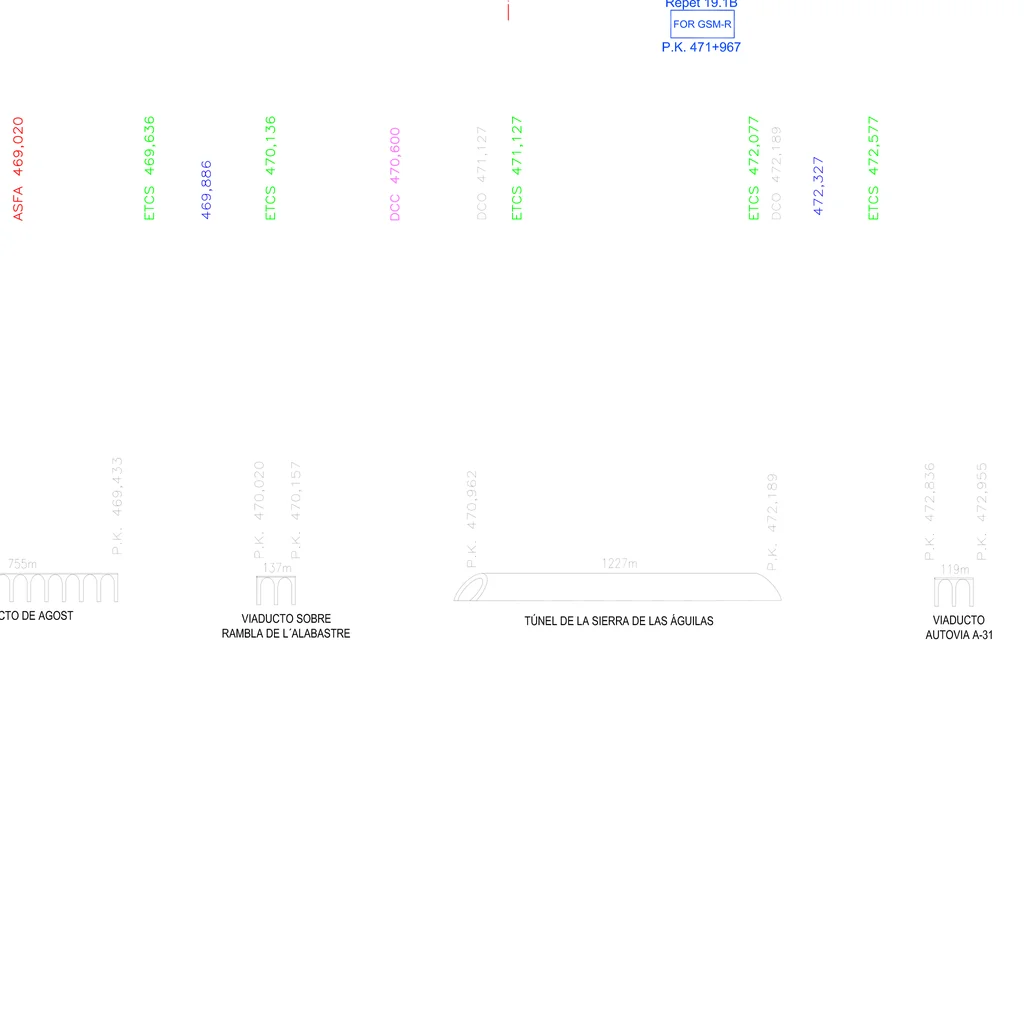 Repet 19.1B
FOR GSM-R
P.K. 471+967
ASFA 469,020
ETCS 469,636
469,886
ETCS 470,136
DCC 470,600
DCO 471,127
ETCS 471,127
ETCS 472,077
DCO 472,189
472,327
ETCS 472,577
P.K. 469,433
P.K. 470,020
P.K. 470,157
P.K. 470,962
P.K. 472,189
P.K. 472,836
P.K. 472,955
755m
137m
1227m
119m
CTO DE AGOST
VIADUCTO SOBRE
RAMBLA DE L´ALABASTRE
TÚNEL DE LA SIERRA DE LAS ÁGUILAS
VIADUCTO
AUTOVIA A-31